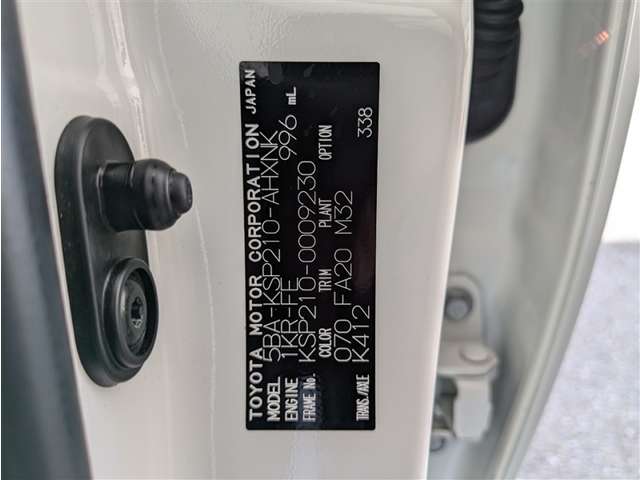 TOYOTA MOTOR CORPORATION JAPAN
MODEL 5BA-KSP210-AHXNK
ENGINE 1KR-FE 996 mL
FRAME No. KSP210-0009230
COLOR TRIM PLANT OPTION
070 FA20 M32 338
TRANS./AXLE K412